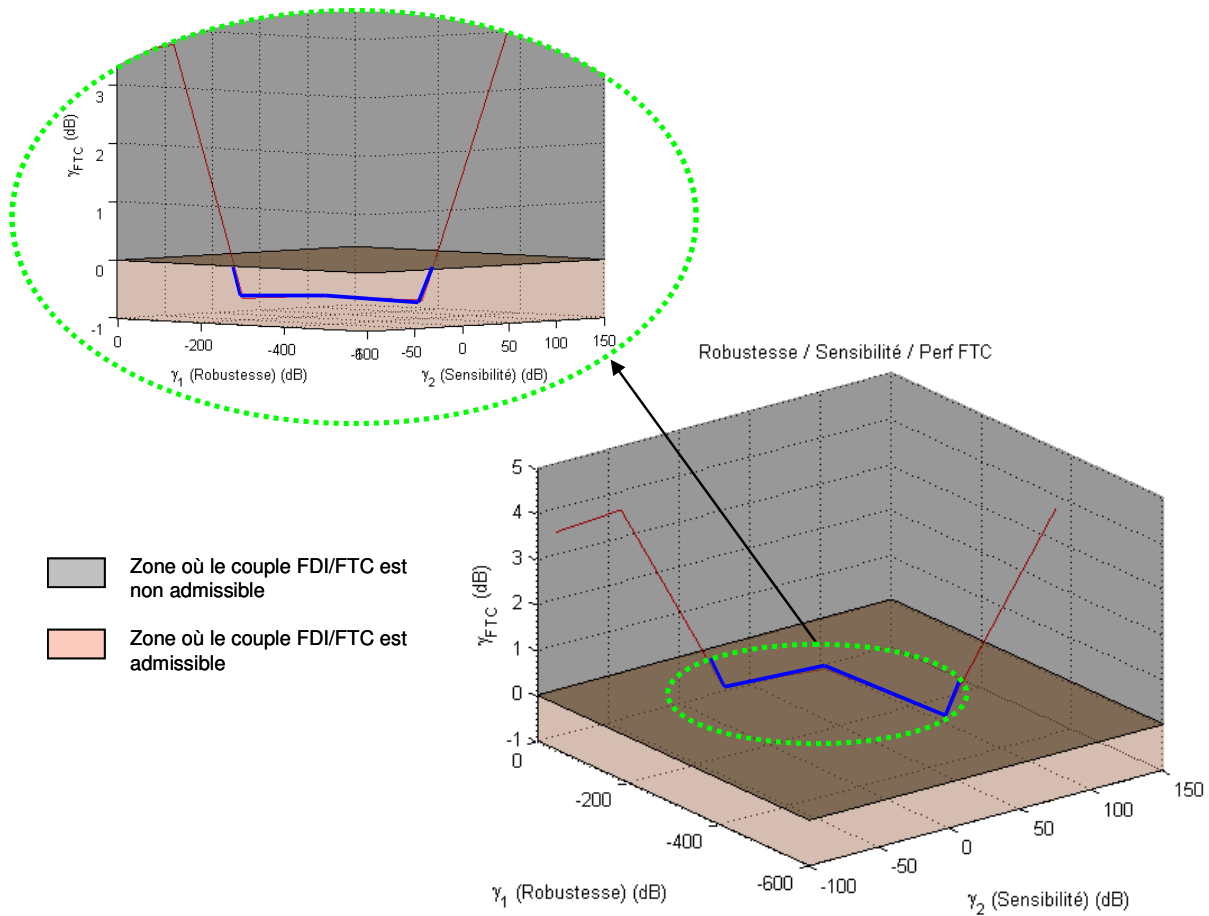 3
2
1
0
-1
γFTC (dB)
0
-200
-400
-600
-100
-50
0
50
100
150
γ1 (Robustesse) (dB)
γ2 (Sensibilité) (dB)
Robustesse / Sensibilité / Perf FTC
5
4
3
2
1
0
-1
γFTC (dB)
0
-200
-400
-600
-100
-50
0
50
100
150
γ1 (Robustesse) (dB)
γ2 (Sensibilité) (dB)
Zone où le couple FDI/FTC est
non admissible
Zone où le couple FDI/FTC est
admissible